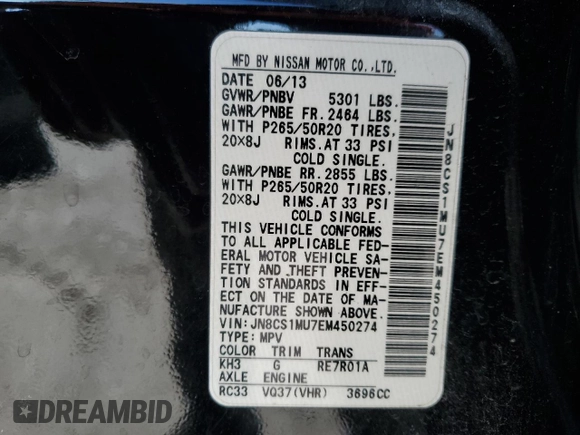 MFD BY NISSAN MOTOR CO.,LTD.
DATE 06/13
GVWR/PNBV 5301 LBS.
GAWR/PNBE FR. 2464 LBS.
WITH P265/50R20 TIRES,
20X8J RIMS. AT 33 PSI
COLD SINGLE.
GAWR/PNBE RR. 2855 LBS.
WITH P265/50R20 TIRES,
20X8J RIMS. AT 33 PSI
COLD SINGLE.
THIS VEHICLE CONFORMS
TO ALL APPLICABLE FED-
ERAL MOTOR VEHICLE SA-
FETY AND THEFT PREVEN-
TION STANDARDS IN EFF-
ECT ON THE DATE OF MA-
NUFACTURE SHOWN ABOVE.
VIN: JN8CS1MU7EM450274
TYPE: MPV
COLOR TRIM TRANS
KH3 G RE7R01A
AXLE ENGINE
RC33 VQ37(VHR) 3696CC
JN8CS1MU7EM450274
DREAMBID